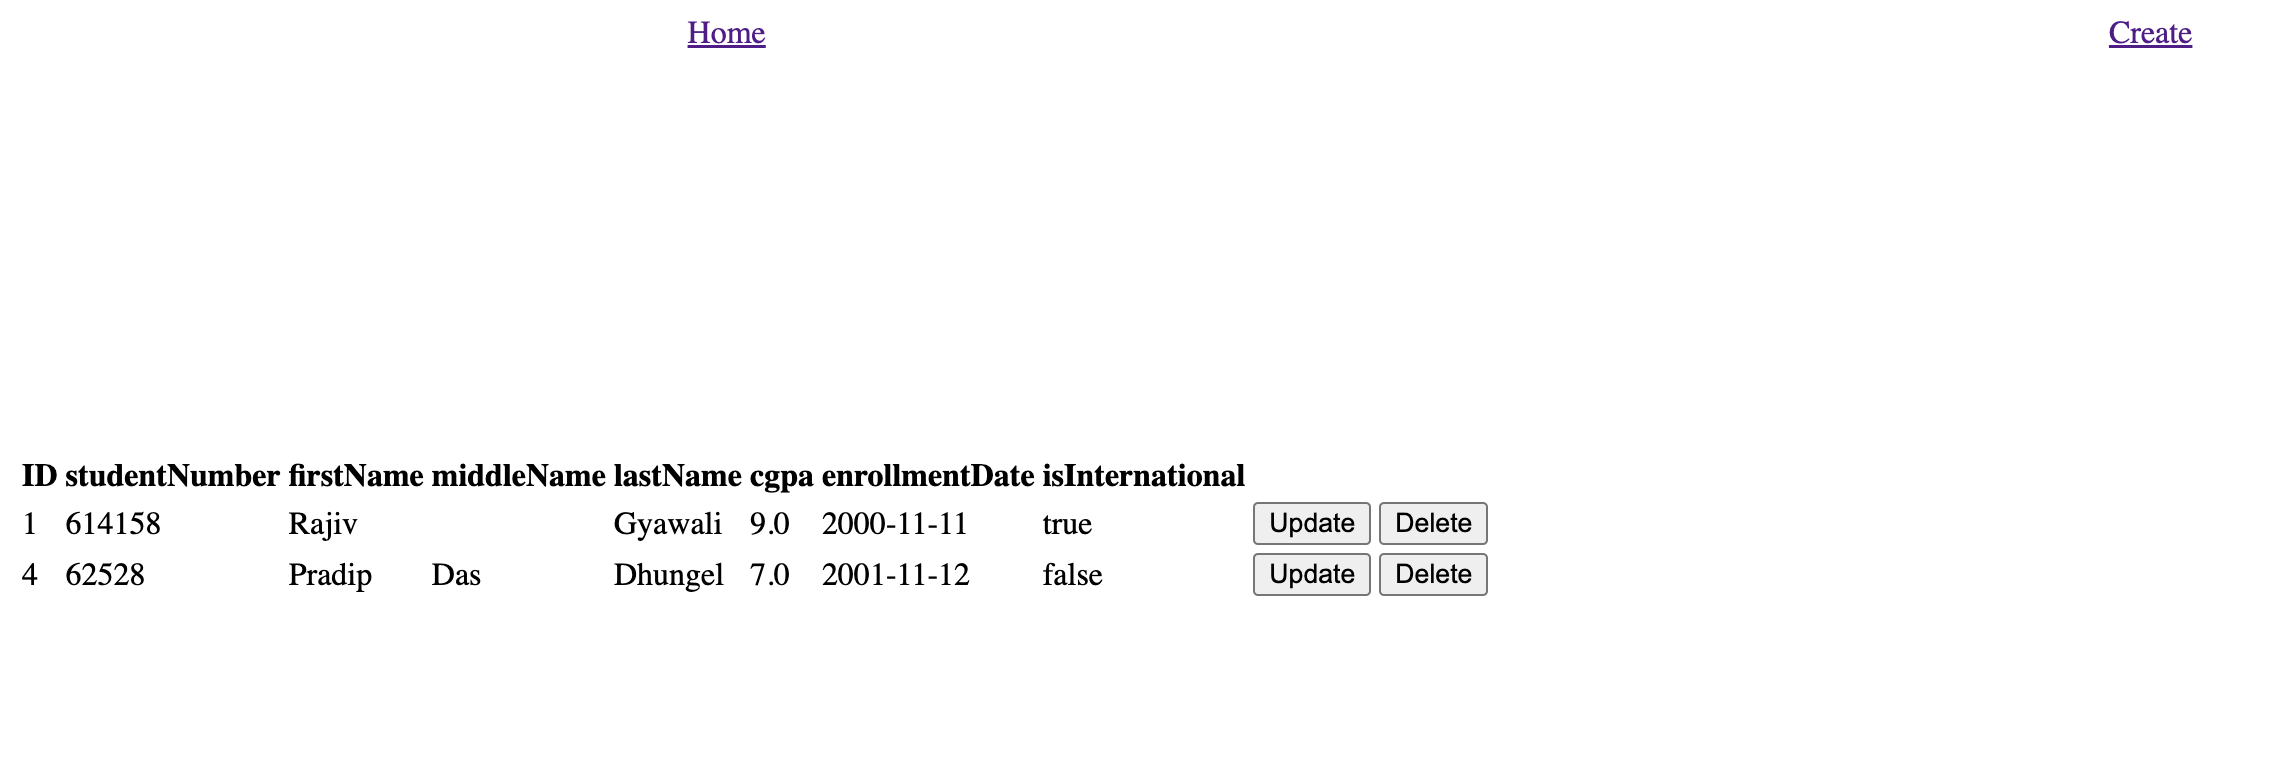 Home Create
ID studentNumber firstName middleName lastName cgpa enrollmentDate isInternational
1 614158 Rajiv Gyawali 9.0 2000-11-11 true Update Delete
4 62528 Pradip Das Dhungel 7.0 2001-11-12 false Update Delete